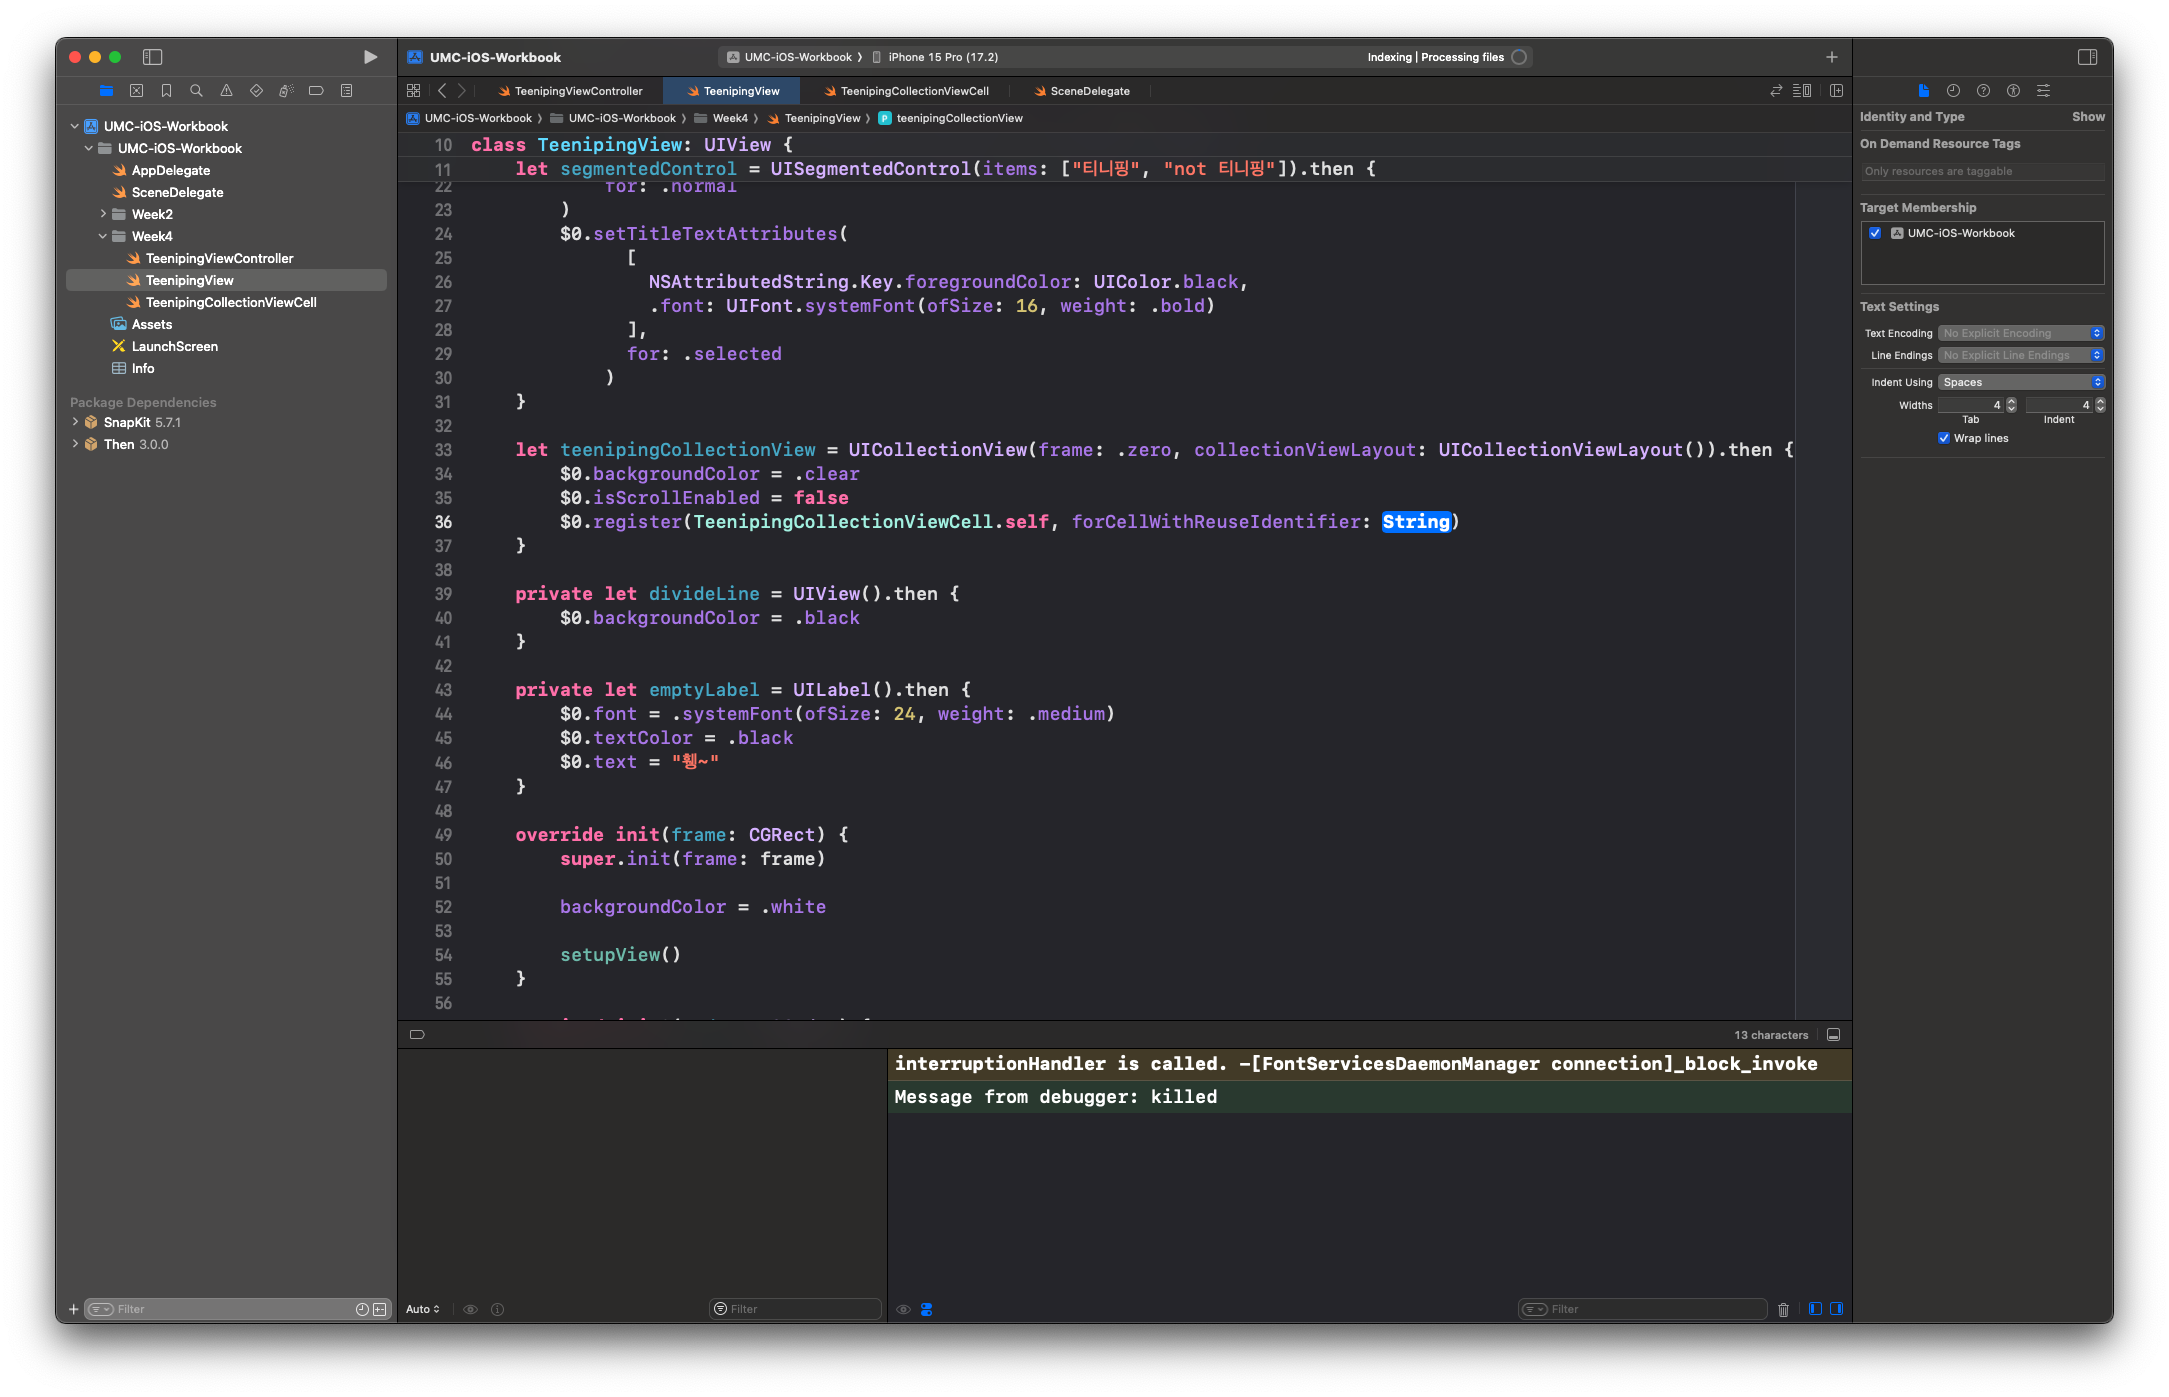 UMC-iOS-Workbook
UMC-iOS-Workbook 〉 iPhone 15 Pro (17.2)
Indexing | Processing files
TeenipingViewController
TeenipingView
TeenipingCollectionViewCell
SceneDelegate
UMC-iOS-Workbook 〉 UMC-iOS-Workbook 〉 Week4 〉 TeenipingView 〉 P teenipingCollectionView
UMC-iOS-Workbook
UMC-iOS-Workbook
AppDelegate
SceneDelegate
Week2
Week4
TeenipingViewController
TeenipingView
TeenipingCollectionViewCell
Assets
LaunchScreen
Info
Package Dependencies
SnapKit 5.7.1
Then 3.0.0
Filter
10 class TeenipingView: UIView {
11 let segmentedControl = UISegmentedControl(items: ["티니핑", "not 티니핑"]).then {
22 for: .normal
23 )
24 $0.setTitleTextAttributes(
25 [
26 NSAttributedString.Key.foregroundColor: UIColor.black,
27 .font: UIFont.systemFont(ofSize: 16, weight: .bold)
28 ],
29 for: .selected
30 )
31 }
32
33 let teenipingCollectionView = UICollectionView(frame: .zero, collectionViewLayout: UICollectionViewLayout()).then {
34 $0.backgroundColor = .clear
35 $0.isScrollEnabled = false
36 $0.register(TeenipingCollectionViewCell.self, forCellWithReuseIdentifier: String)
37 }
38
39 private let divideLine = UIView().then {
40 $0.backgroundColor = .black
41 }
42
43 private let emptyLabel = UILabel().then {
44 $0.font = .systemFont(ofSize: 24, weight: .medium)
45 $0.textColor = .black
46 $0.text = "휑~"
47 }
48
49 override init(frame: CGRect) {
50 super.init(frame: frame)
51
52 backgroundColor = .white
53
54 setupView()
55 }
56
13 characters
interruptionHandler is called. -[FontServicesDaemonManager connection]_block_invoke
Message from debugger: killed
Auto
Filter
Filter
Identity and Type
Show
On Demand Resource Tags
Only resources are taggable
Target Membership
UMC-iOS-Workbook
Text Settings
Text Encoding No Explicit Encoding
Line Endings No Explicit Line Endings
Indent Using Spaces
Widths 4 4
Tab Indent
Wrap lines